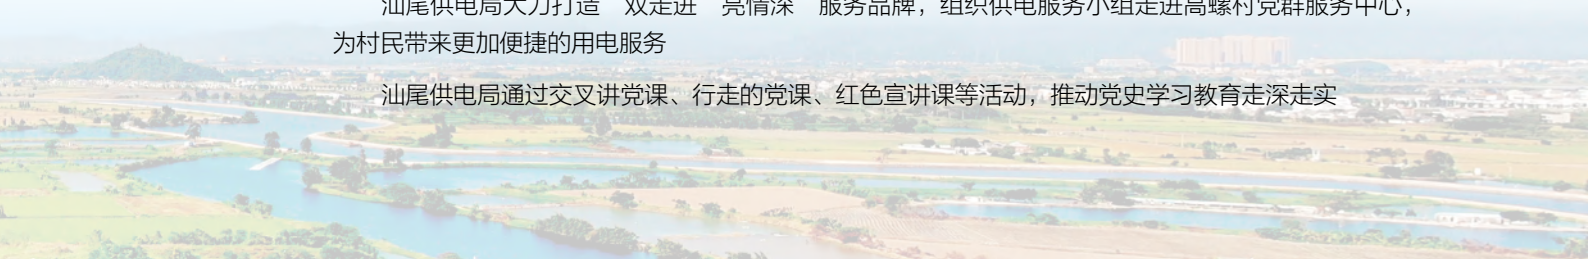 汕尾供电局大力打造 双走进 亮情深 服务品牌，组织供电服务小组走进高螺村党群服务中心，
为村民带来更加便捷的用电服务
汕尾供电局通过交叉讲党课、行走的党课、红色宣讲课等活动，推动党史学习教育走深走实